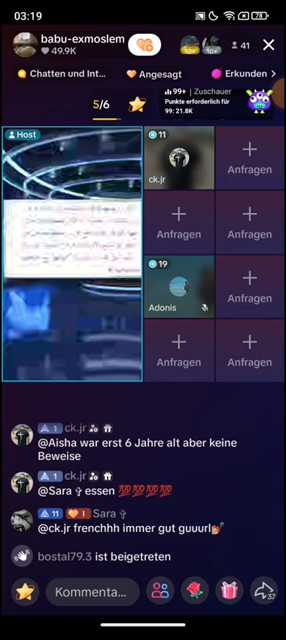 03:19
78
babu-exmoslem
49.9K
10+
41
Chatten und Int...
Angesagt
Erkunden >
5/6
99+ | Zuschauer
Punkte erforderlich für
99: 21.8K
Host
11
ck.jr
Anfragen
Anfragen
Anfragen
19
Adonis
Anfragen
Anfragen
Anfragen
1 ck.jr
@Aisha war erst 6 Jahre alt aber keine
Beweise
1 ck.jr
@Sara ✞ essen 💯💯💯💯
11 I Sara ✞
@ck.jr frenchhh immer gut guuurl💅
bostal79.3 ist beigetreten
Kommenta...
37